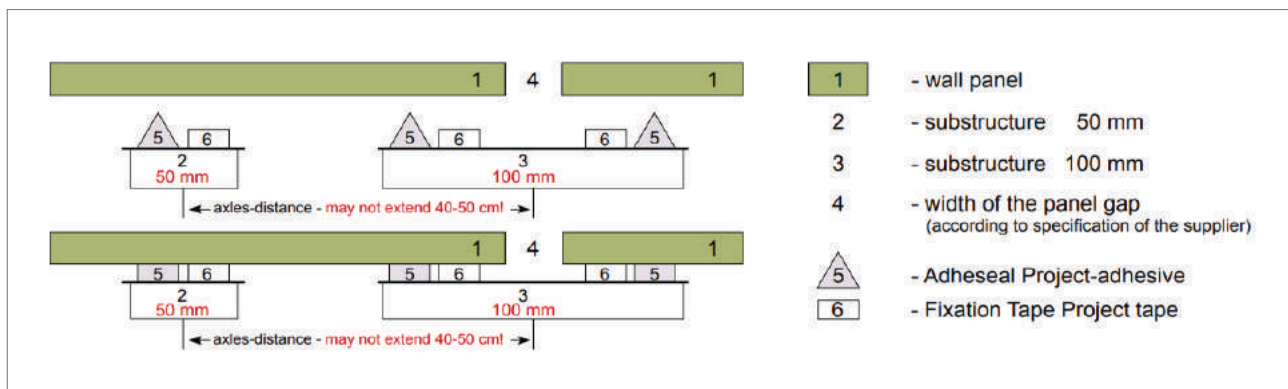 1 4 1
5 6 5 6 6 5
2 3
50 mm 100 mm
axles-distance - may not extend 40-50 cm!
1 4 1
5 6 5 6 6 5
2 3
50 mm 100 mm
axles-distance - may not extend 40-50 cm!
1 - wall panel
2 - substructure 50 mm
3 - substructure 100 mm
4 - width of the panel gap
(according to specification of the supplier)
5 - Adheseal Project-adhesive
6 - Fixation Tape Project tape